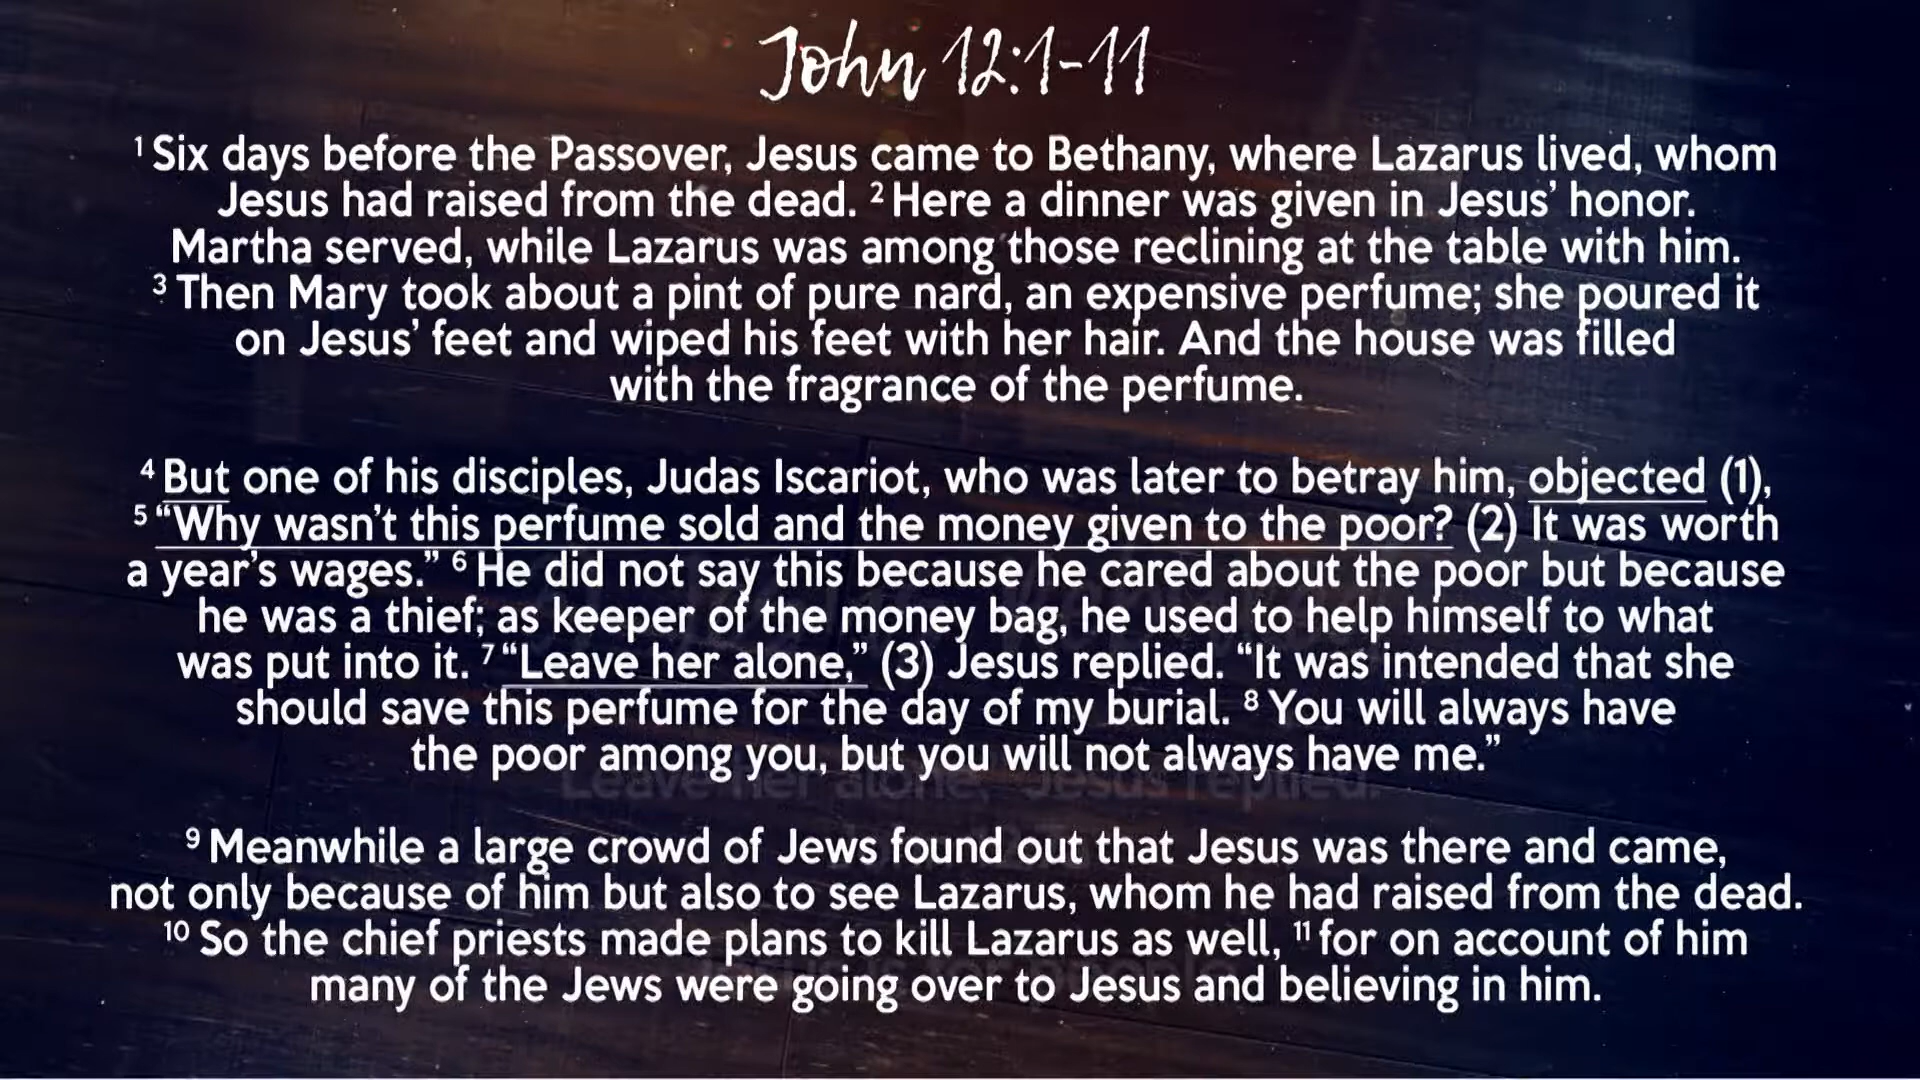 John 12:1-11
1 Six days before the Passover, Jesus came to Bethany, where Lazarus lived, whom
Jesus had raised from the dead. 2 Here a dinner was given in Jesus’ honor.
Martha served, while Lazarus was among those reclining at the table with him.
3 Then Mary took about a pint of pure nard, an expensive perfume; she poured it
on Jesus’ feet and wiped his feet with her hair. And the house was filled
with the fragrance of the perfume.
4 But one of his disciples, Judas Iscariot, who was later to betray him, objected (1),
5 “Why wasn’t this perfume sold and the money given to the poor? (2) It was worth
a year’s wages.” 6 He did not say this because he cared about the poor but because
he was a thief; as keeper of the money bag, he used to help himself to what
was put into it. 7 “Leave her alone,” (3) Jesus replied. “It was intended that she
should save this perfume for the day of my burial. 8 You will always have
the poor among you, but you will not always have me.”
Leave her alone,” Jesus replied.
9 Meanwhile a large crowd of Jews found out that Jesus was there and came,
not only because of him but also to see Lazarus, whom he had raised from the dead.
10 So the chief priests made plans to kill Lazarus as well, 11 for on account of him
many of the Jews were going over to Jesus and believing in him.